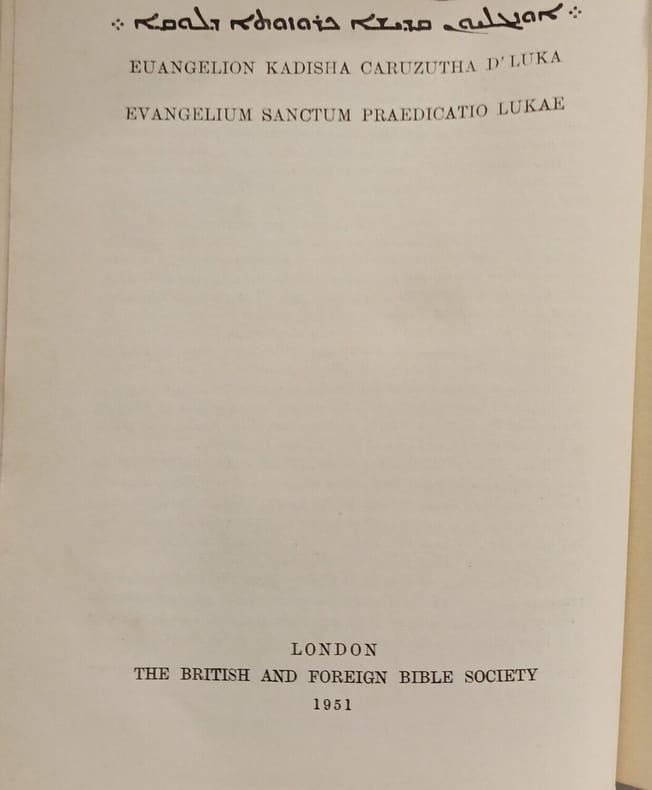 ܀ ܐܘܢܓܠܝܘܢ ܩܕܝܫܐ ܟܪܘܙܘܬܐ ܕܠܘܩܐ ܀
EUANGELION KADISHA CARUZUTHA D'LUKA
EVANGELIUM SANCTUM PRAEDICATIO LUKAE
LONDON
THE BRITISH AND FOREIGN BIBLE SOCIETY
1951